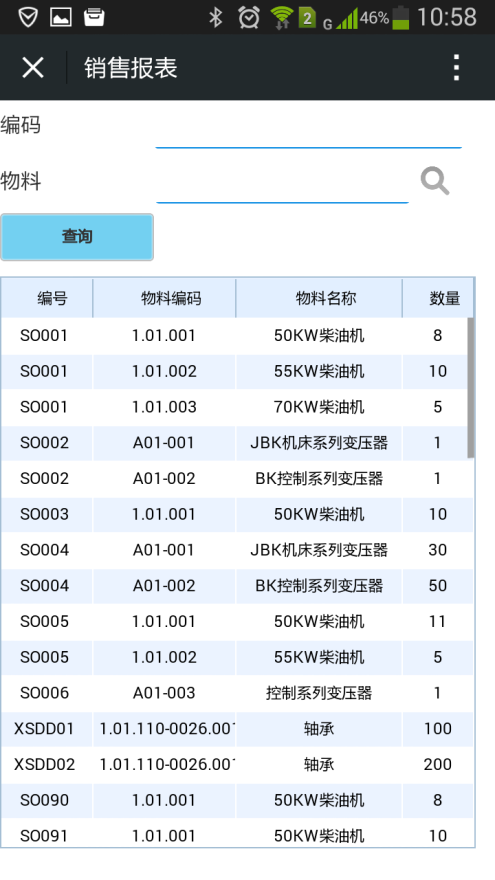 2 G 46% 10:58
销售报表
编码
物料
查询
编号 物料编码 物料名称 数量
SO001 1.01.001 50KW柴油机 8
SO001 1.01.002 55KW柴油机 10
SO001 1.01.003 70KW柴油机 5
SO002 A01-001 JBK机床系列变压器 1
SO002 A01-002 BK控制系列变压器 1
SO003 1.01.001 50KW柴油机 10
SO004 A01-001 JBK机床系列变压器 30
SO004 A01-002 BK控制系列变压器 50
SO005 1.01.001 50KW柴油机 11
SO005 1.01.002 55KW柴油机 5
SO006 A01-003 控制系列变压器 1
XSDD01 1.01.110-0026.00 轴承 100
XSDD02 1.01.110-0026.00 轴承 200
SO090 1.01.001 50KW柴油机 8
SO091 1.01.001 50KW柴油机 10